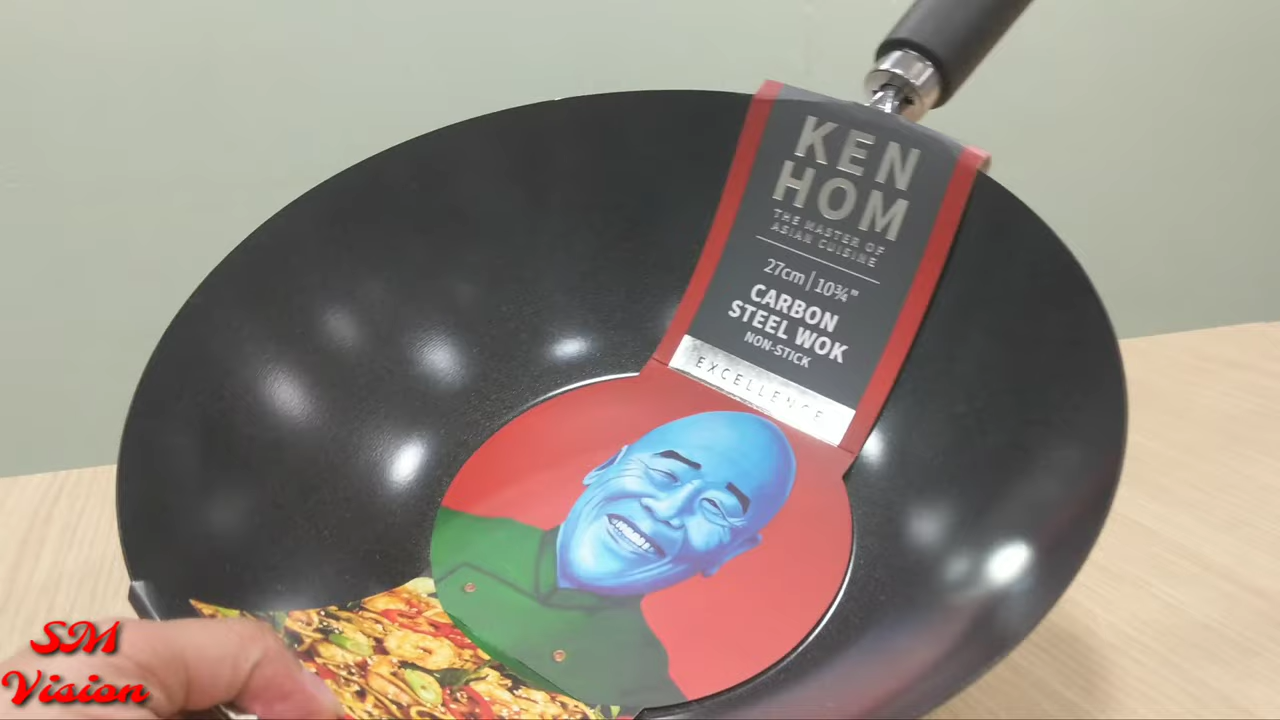 KEN
HOM
THE MASTER OF
ASIAN CUISINE
27cm | 10¾"
CARBON
STEEL WOK
NON-STICK
EXCELLENCE
SM
Vision